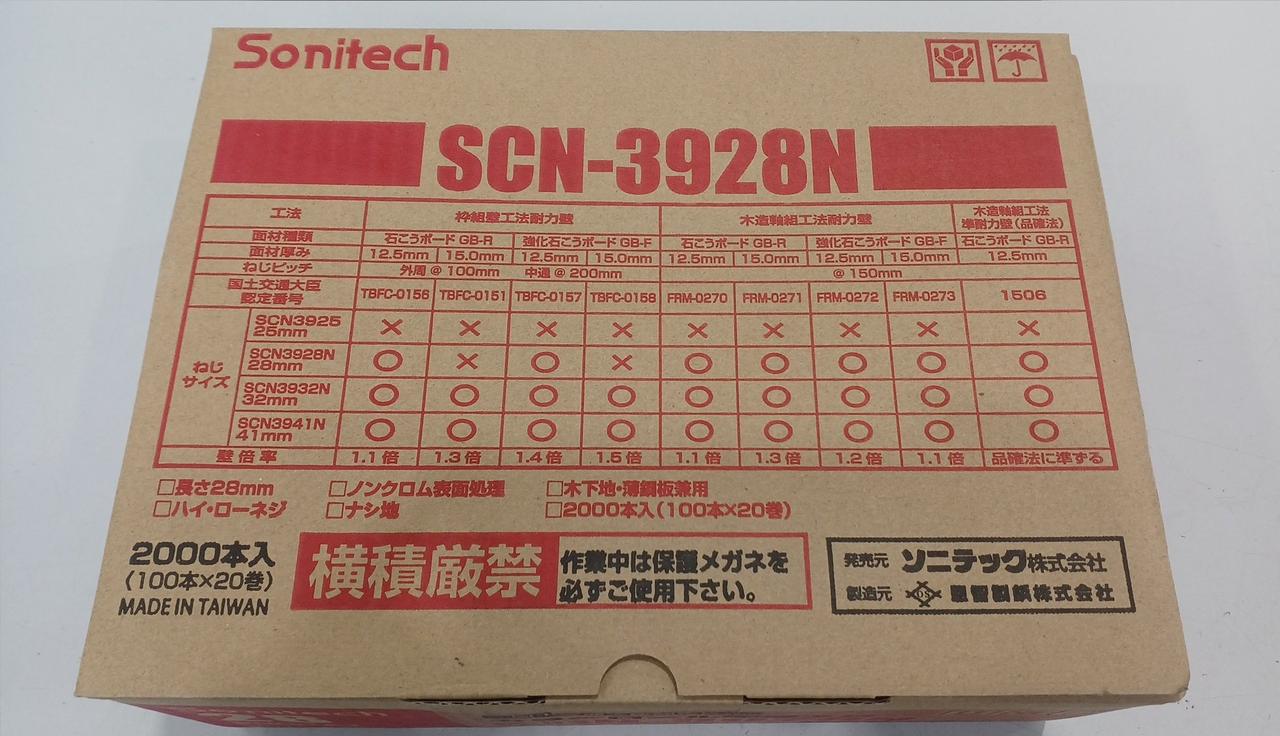 Sonitech
SCN-3928N
工法 枠組壁工法耐力壁 木造軸組工法耐力壁 木造軸組工法 準耐力壁(品確法)
面材種類 石こうボード GB-R 強化石こうボード GB-F 石こうボード GB-R 強化石こうボード GB-F 石こうボード GB-R
面材厚み 12.5mm 15.0mm 12.5mm 15.0mm 12.5mm 15.0mm 12.5mm 15.0mm 12.5mm
ねじピッチ 外周@100mm 中通@200mm @150mm
国土交通大臣 認定番号 TBFC-0156 TBFC-0151 TBFC-0157 TBFC-0158 FRM-0270 FRM-0271 FRM-0272 FRM-0273 1506
ねじ サイズ
SCN3925 25mm × × × × × × × × ×
SCN3928N 28mm ○ × ○ × ○ ○ ○ ○ ○
SCN3932N 32mm ○ ○ ○ ○ ○ ○ ○ ○ ○
SCN3941N 41mm ○ ○ ○ ○ ○ ○ ○ ○ ○
壁倍率 1.1倍 1.3倍 1.4倍 1.5倍 1.1倍 1.3倍 1.2倍 1.1倍 品確法に準ずる
□長さ28mm □ノンクロム表面処理 □木下地・薄鋼板兼用
□ハイ・ローネジ □ナシ地 □2000本入(100本×20巻)
2000本入
(100本×20巻)
MADE IN TAIWAN
横積厳禁
作業中は保護メガネを
必ずご使用下さい。
発売元 ソニテック株式会社
製造元 DS 製鋲株式会社
28